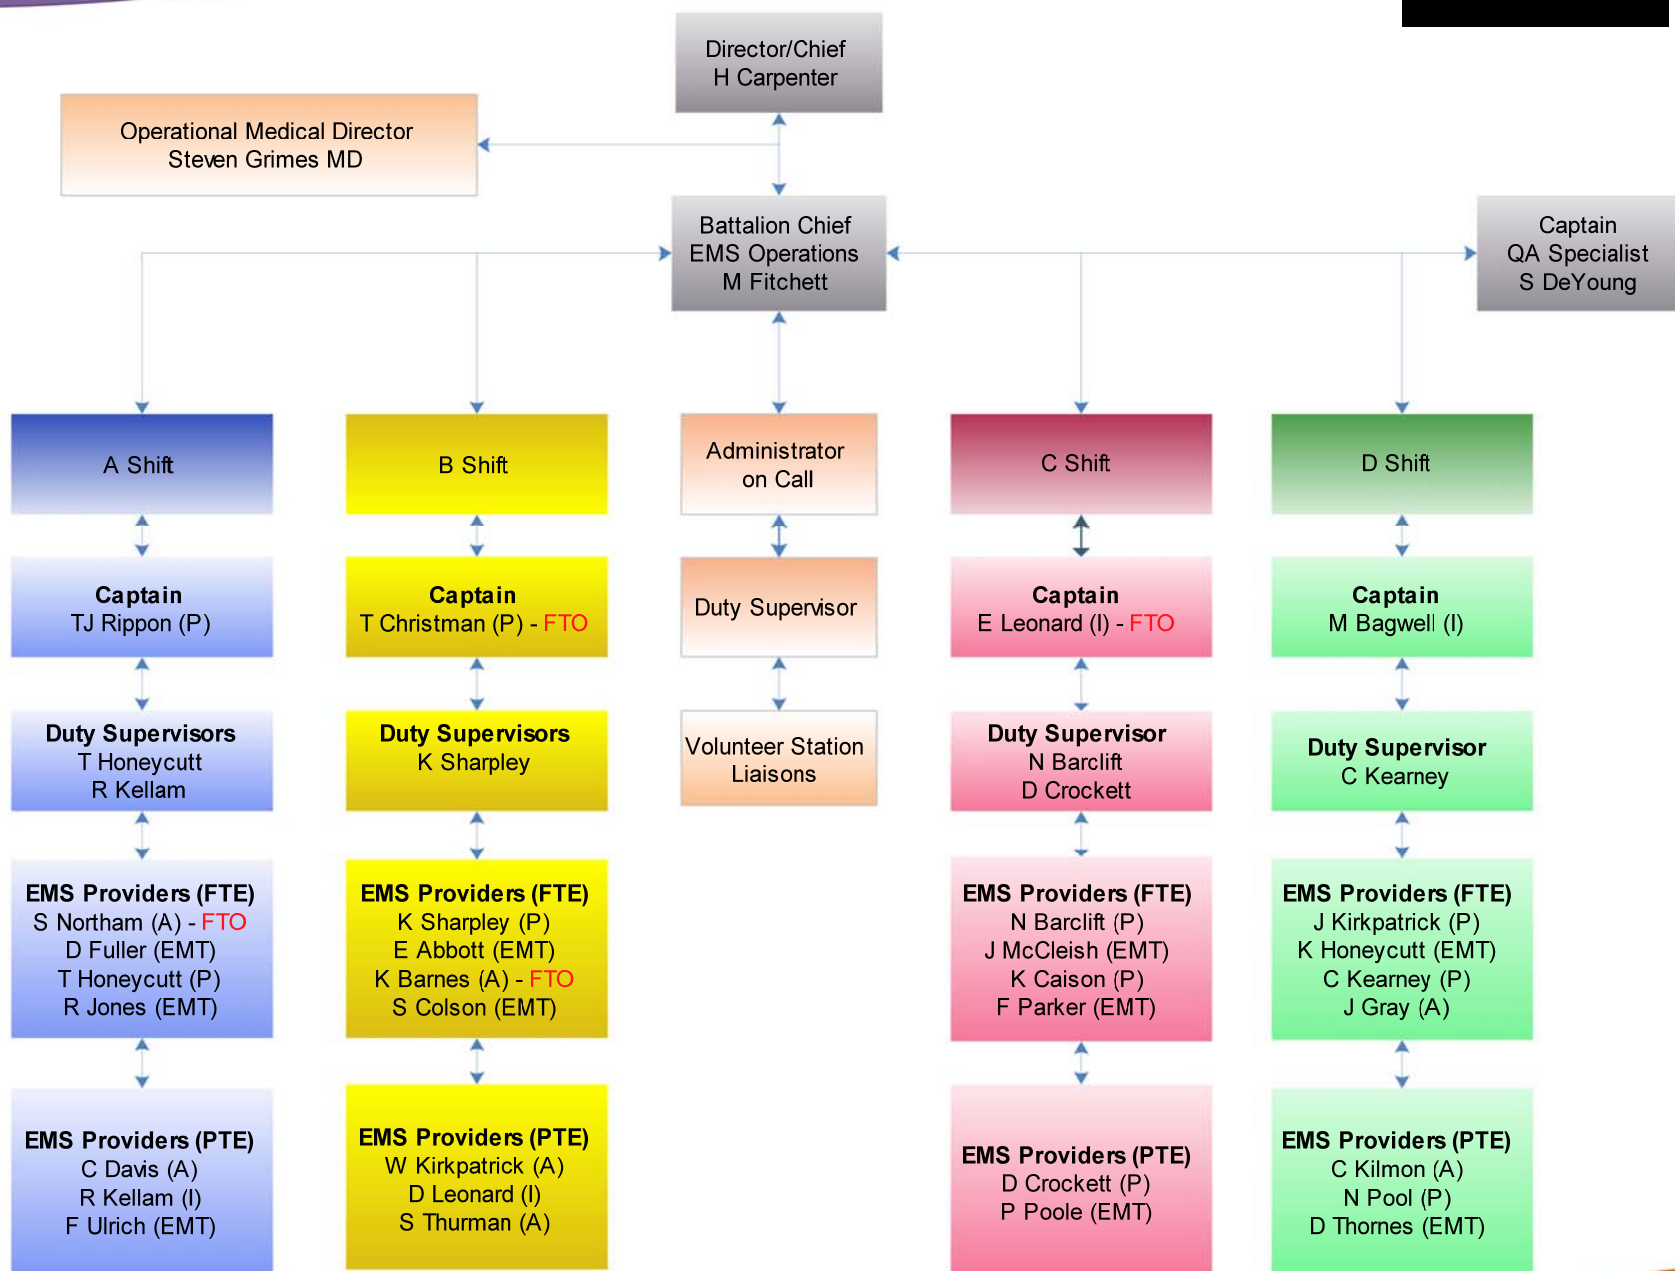 Director/Chief
H Carpenter
Operational Medical Director
Steven Grimes MD
Battalion Chief
EMS Operations
M Fitchett
Captain
QA Specialist
S DeYoung
A Shift
Captain
TJ Rippon (P)
Duty Supervisors
T Honeycutt
R Kellam
EMS Providers (FTE)
S Northam (A) - FTO
D Fuller (EMT)
T Honeycutt (P)
R Jones (EMT)
EMS Providers (PTE)
C Davis (A)
R Kellam (I)
F Ulrich (EMT)
B Shift
Captain
T Christman (P) - FTO
Duty Supervisors
K Sharpley
EMS Providers (FTE)
K Sharpley (P)
E Abbott (EMT)
K Barnes (A) - FTO
S Colson (EMT)
EMS Providers (PTE)
W Kirkpatrick (A)
D Leonard (I)
S Thurman (A)
Administrator
on Call
Duty Supervisor
Volunteer Station
Liaisons
C Shift
Captain
E Leonard (I) - FTO
Duty Supervisor
N Barclift
D Crockett
EMS Providers (FTE)
N Barclift (P)
J McCleish (EMT)
K Caison (P)
F Parker (EMT)
EMS Providers (PTE)
D Crockett (P)
P Poole (EMT)
D Shift
Captain
M Bagwell (I)
Duty Supervisor
C Kearney
EMS Providers (FTE)
J Kirkpatrick (P)
K Honeycutt (EMT)
C Kearney (P)
J Gray (A)
EMS Providers (PTE)
C Kilmon (A)
N Pool (P)
D Thornes (EMT)